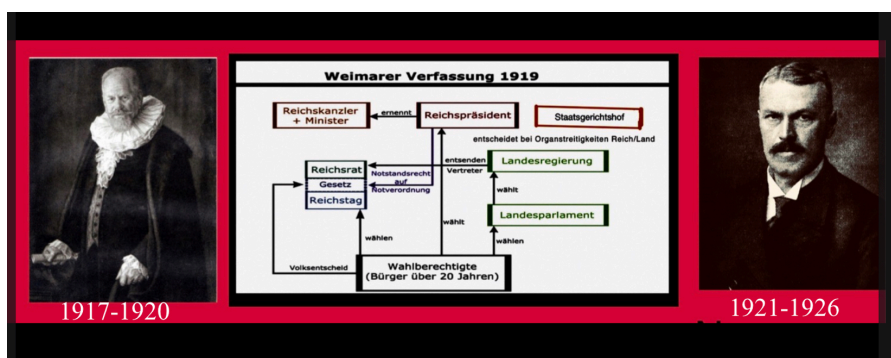 Weimarer Verfassung 1919
Reichskanzler
+ Minister
ernennt
Reichspräsident
Staatsgerichtshof
entscheidet bei Organstreitigkeiten Reich/Land
Reichsrat
Gesetz
Reichstag
Notstandsrecht
auf
Notverordnung
entsenden
Vertreter
Landesregierung
wählt
Landesparlament
wählen
wählt
wählen
Volksentscheid
Wahlberechtigte
(Bürger über 20 Jahren)
1917-1920
1921-1926